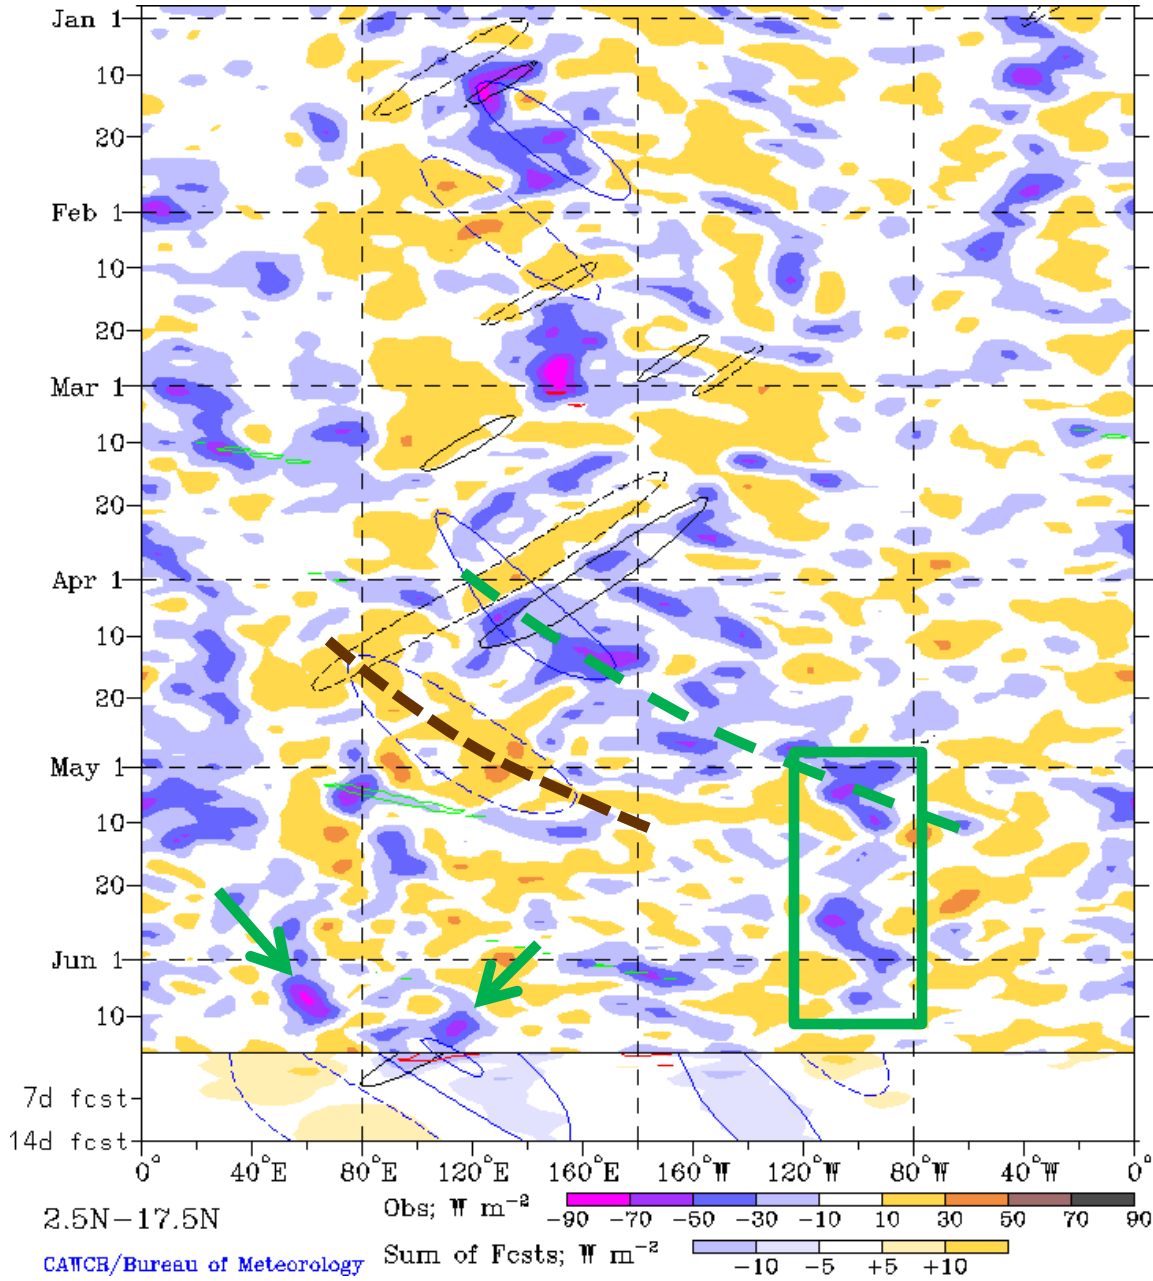 Jan 1
10
20
Feb 1
10
20
Mar 1
10
20
Apr 1
10
20
May 1
10
20
Jun 1
10
7d fcst
14d fcst
0° 40°E 80°E 120°E 160°E 160°W 120°W 80°W 40°W 0°
2.5N-17.5N
Obs; W m⁻²
-90 -70 -50 -30 -10 10 30 50 70 90
CAWCR/Bureau of Meteorology
Sum of Fcsts; W m⁻²
-10 -5 +5 +10